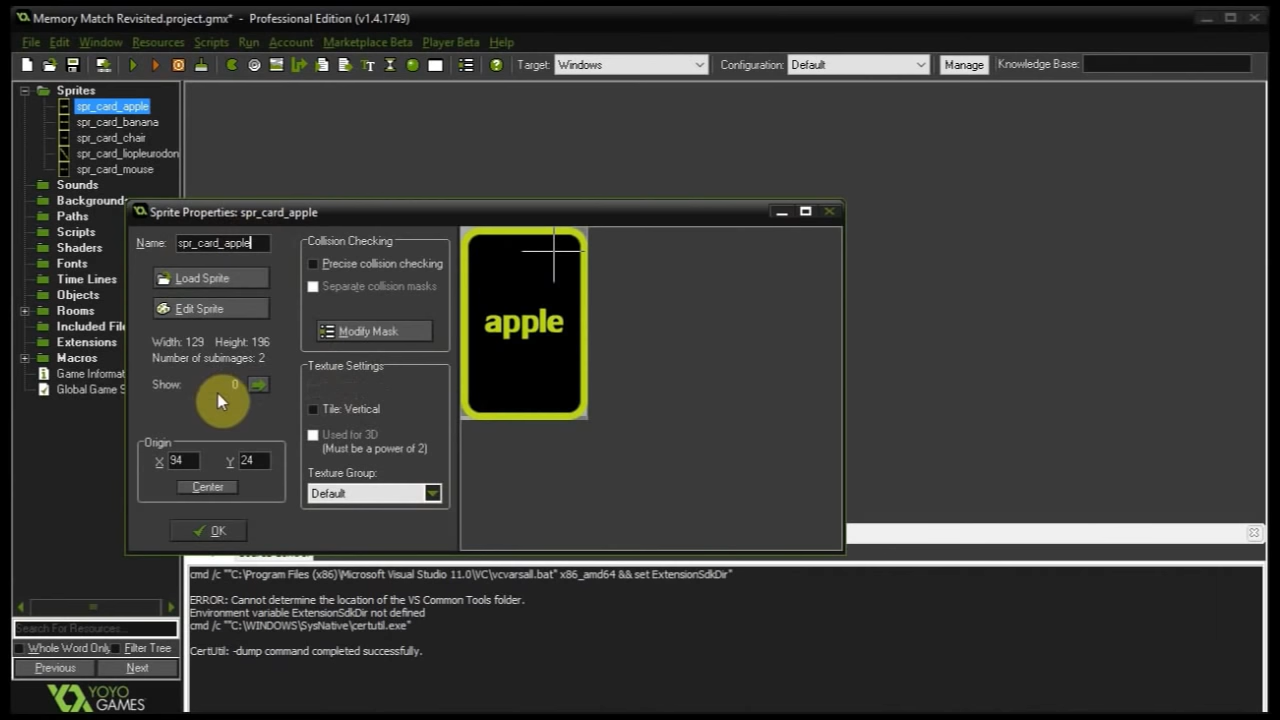 Memory Match Revisited.project.gmx* - Professional Edition (v1.4.1749)
File Edit Window Resources Scripts Run Account Marketplace Beta Player Beta Help
Target: Windows Configuration: Default Manage Knowledge Base:
Sprites
spr_card_apple
spr_card_banana
spr_card_chair
spr_card_liopleurodon
spr_card_mouse
Sounds
Backgrounds
Paths
Scripts
Shaders
Fonts
Time Lines
Objects
Rooms
Included Fil
Extensions
Macros
Game Informat
Global Game S
Search For Resources...
Whole Word Only Filter Tree
Previous Next
YOYO
GAMES
Sprite Properties: spr_card_apple
Name: spr_card_apple
Load Sprite
Edit Sprite
Width: 129 Height: 196
Number of subimages: 2
Show: 0
Origin
X 94 Y 24
Center
OK
Collision Checking
Precise collision checking
Separate collision masks
Modify Mask
Texture Settings
Tile: Vertical
Used for 3D
(Must be a power of 2)
Texture Group:
Default
apple
cmd /c ""C:\Program Files (x86)\Microsoft Visual Studio 11.0\VC\vcvarsall.bat" x86_amd64 && set ExtensionSdkDir"
ERROR: Cannot determine the location of the VS Common Tools folder.
Environment variable ExtensionSdkDir not defined
cmd /c ""C:\WINDOWS\SysNative\certutil.exe"
CertUtil: -dump command completed successfully.